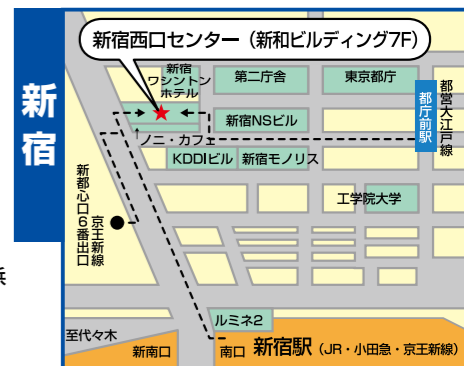 新宿
新宿西口センター（新和ビルディング7F）
新宿
ワシントン
ホテル
第二庁舎
東京都庁
都庁前駅
都営大江戸線
新宿NSビル
ノニ・カフェ
KDDIビル
新宿モノリス
新都心口6番出口
京王新線
工学院大学
浜
ルミネ2
至代々木
新南口
南口
新宿駅（JR・小田急・京王新線）